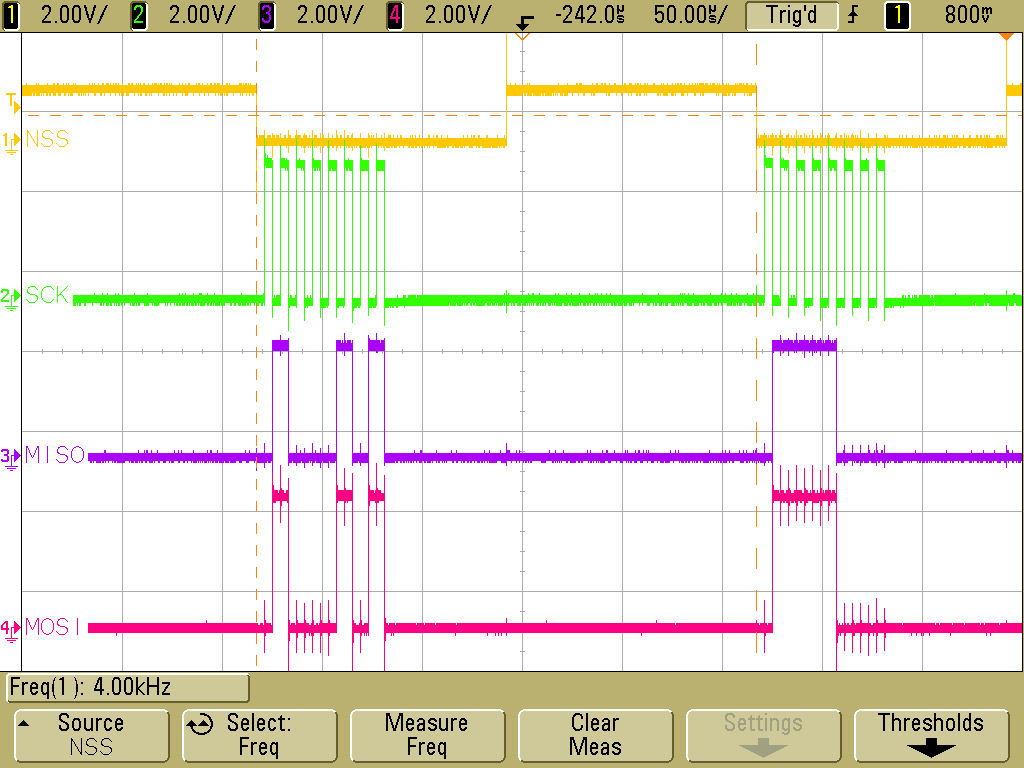 1 2.00V/ 2 2.00V/ 3 2.00V/ 4 2.00V/ -242.0µs 50.00µs/ Trig'd 1 800mV
T
1 NSS
2 SCK
3 MISO
4 MOSI
Freq(1): 4.00kHz
Source Select: Measure Clear Settings Thresholds
NSS Freq Freq Meas